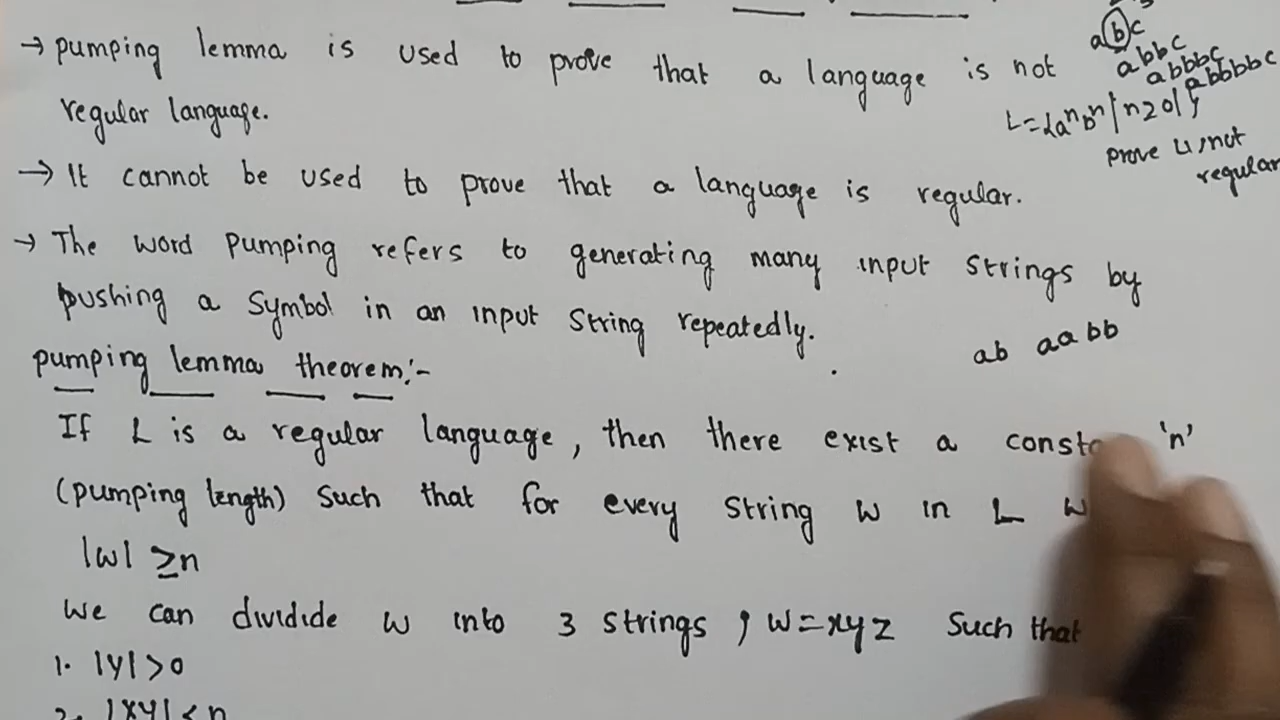 → pumping lemma is used to prove that a language is not
regular language.
→ It cannot be used to prove that a language is regular.
→ The word pumping refers to generating many input strings by
pushing a symbol in an input string repeatedly.
pumping lemma theorem:-
If L is a regular language, then there exist a const 'n'
(pumping length) such that for every string w in L w
|w| ≥n
we can dividide w into 3 strings, w=xyz such that
1. |y|>0
2. |xy|≤n
abc
abbc
abbbc
abbbbc
L={aⁿbⁿ|n≥0|}
prove L is not
regular
ab aabb